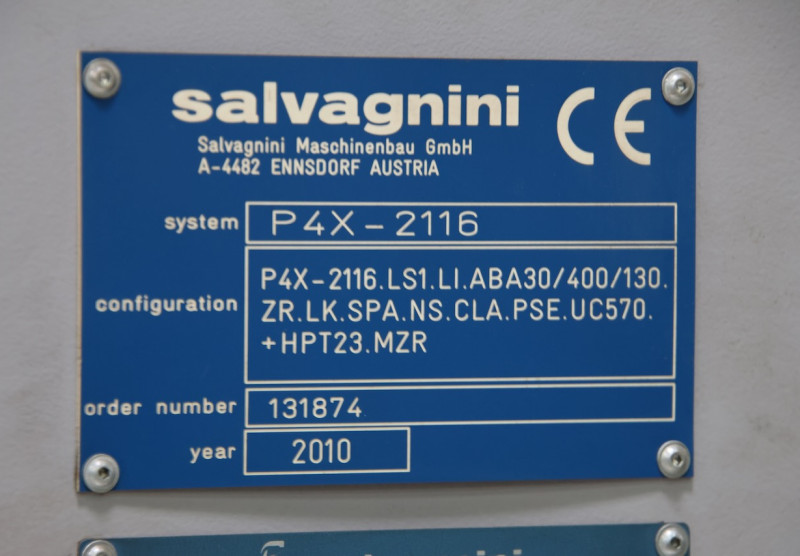 salvagnini CE
Salvagnini Maschinenbau GmbH
A-4482 ENNSDORF AUSTRIA
system P4X-2116
configuration P4X-2116.LS1.LI.ABA30/400/130.
ZR.LK.SPA.NS.CLA.PSE.UC570.
+HPT23.MZR
order number 131874
year 2010